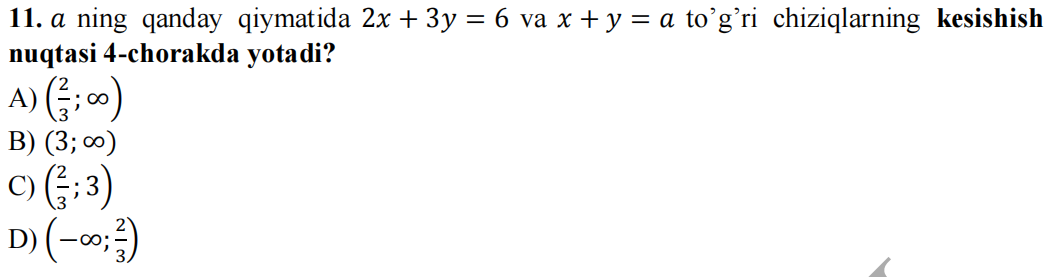 11. a ning qanday qiymatida 2x + 3y = 6 va x + y = a to’g’ri chiziqlarning kesishish
nuqtasi 4-chorakda yotadi?
A) (2/3; ∞)
B) (3; ∞)
C) (2/3; 3)
D) (−∞; 2/3)